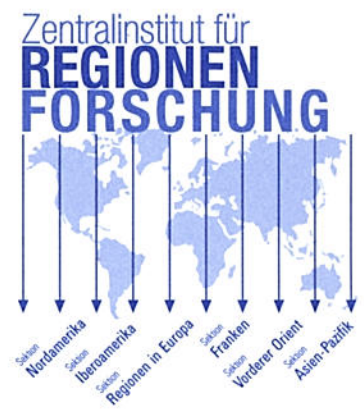 Zentralinstitut für
REGIONEN
FORSCHUNG
Sektion
Nordamerika
Sektion
Iberoamerika
Sektion
Regionen in Europa
Sektion
Franken
Sektion
Vorderer Orient
Sektion
Asien-Pazifik